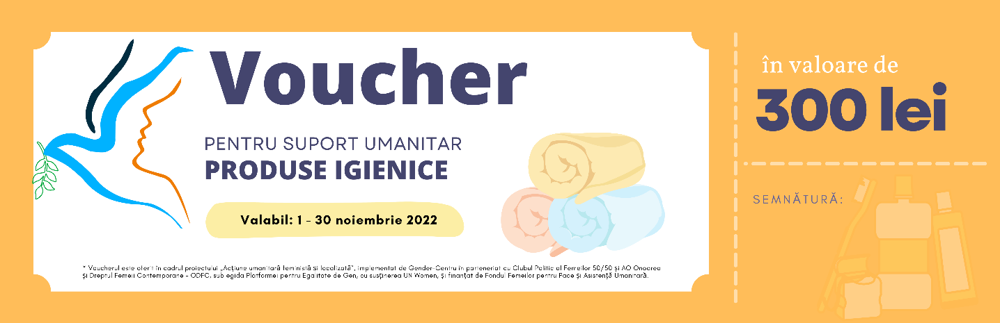 Voucher
PENTRU SUPORT UMANITAR
PRODUSE IGIENICE
Valabil: 1 - 30 noiembrie 2022
* Voucherul este oferit în cadrul proiectului „Acțiune umanitară feministă și localizată”, implementat de Gender-Centru în parteneriat cu Clubul Politic al Femeilor 50/50 și AO Onoarea
și Dreptul Femeii Contemporane - ODFC, sub egida Platformei pentru Egalitate de Gen, cu susținerea UN Women, și finanțat de Fondul Femeilor pentru Pace și Asistență Umanitară.
în valoare de
300 lei
SEMNĂTURĂ: